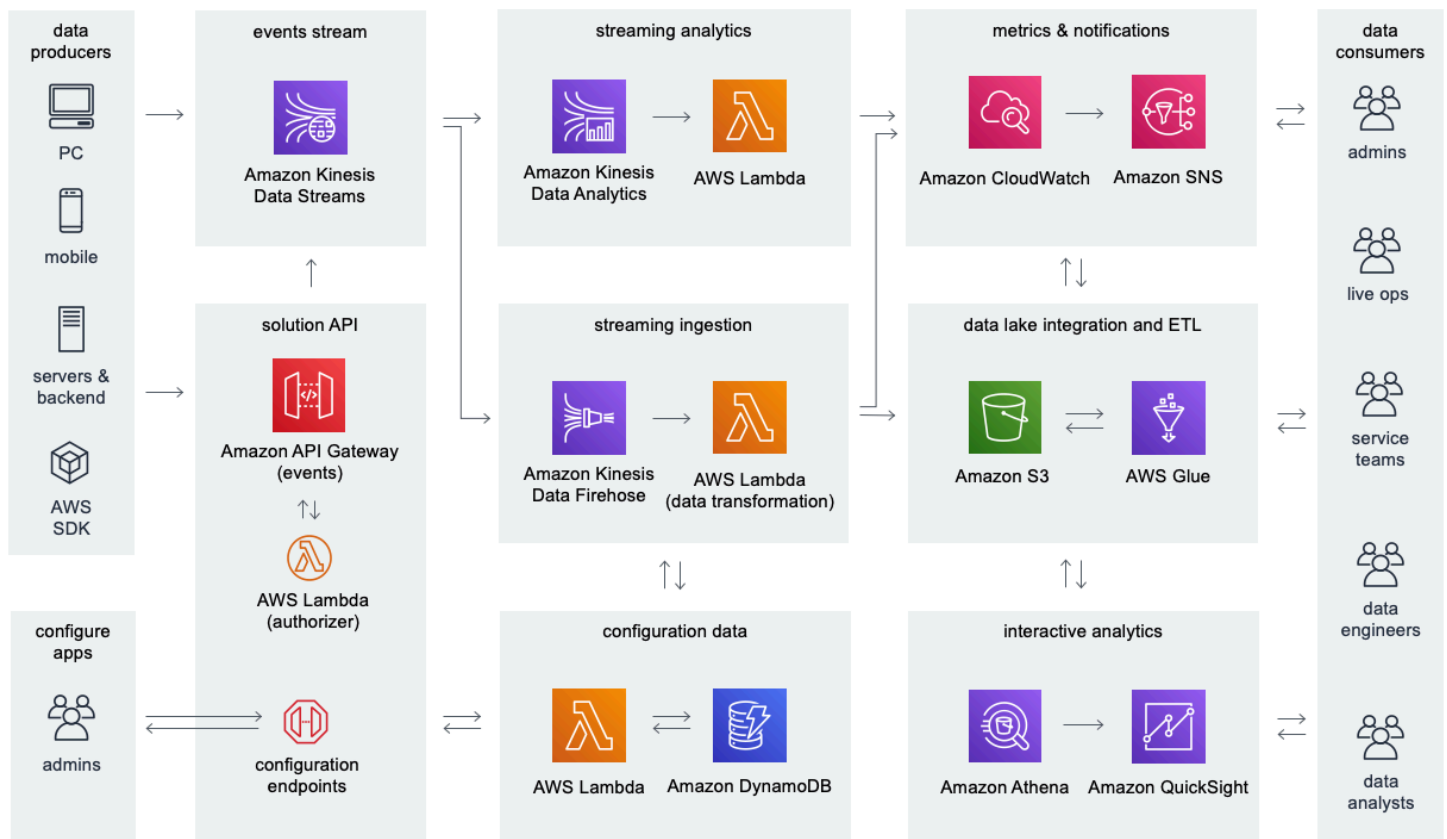 data
producers
PC
mobile
servers &
backend
AWS
SDK
configure
apps
admins
events stream
Amazon Kinesis
Data Streams
solution API
Amazon API Gateway
(events)
AWS Lambda
(authorizer)
configuration
endpoints
streaming analytics
Amazon Kinesis
Data Analytics
AWS Lambda
streaming ingestion
Amazon Kinesis
Data Firehose
AWS Lambda
(data transformation)
configuration data
AWS Lambda
Amazon DynamoDB
metrics & notifications
Amazon CloudWatch
Amazon SNS
data lake integration and ETL
Amazon S3
AWS Glue
interactive analytics
Amazon Athena
Amazon QuickSight
data
consumers
admins
live ops
service
teams
data
engineers
data
analysts